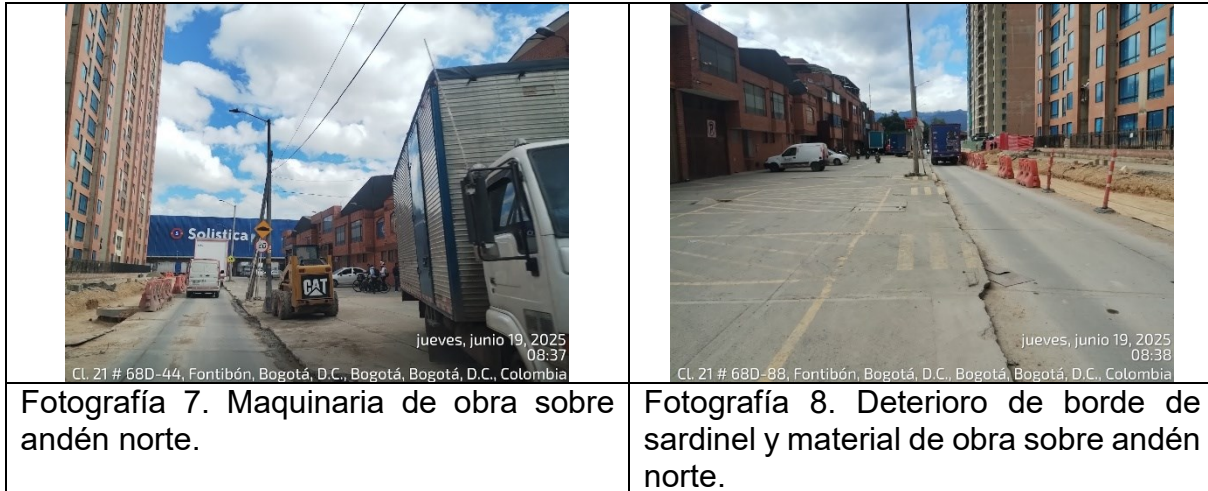 Solistica
CAT
jueves, junio 19, 2025
08:37
Cl. 21 # 68D-44, Fontibón, Bogotá, D.C., Bogotá, Bogotá, D.C., Colombia
Fotografía 7. Maquinaria de obra sobre
andén norte.
jueves, junio 19, 2025
08:38
Cl. 21 # 68D-88, Fontibón, Bogotá, D.C., Bogotá, Bogotá, D.C., Colombia
Fotografía 8. Deterioro de borde de
sardinel y material de obra sobre andén
norte.